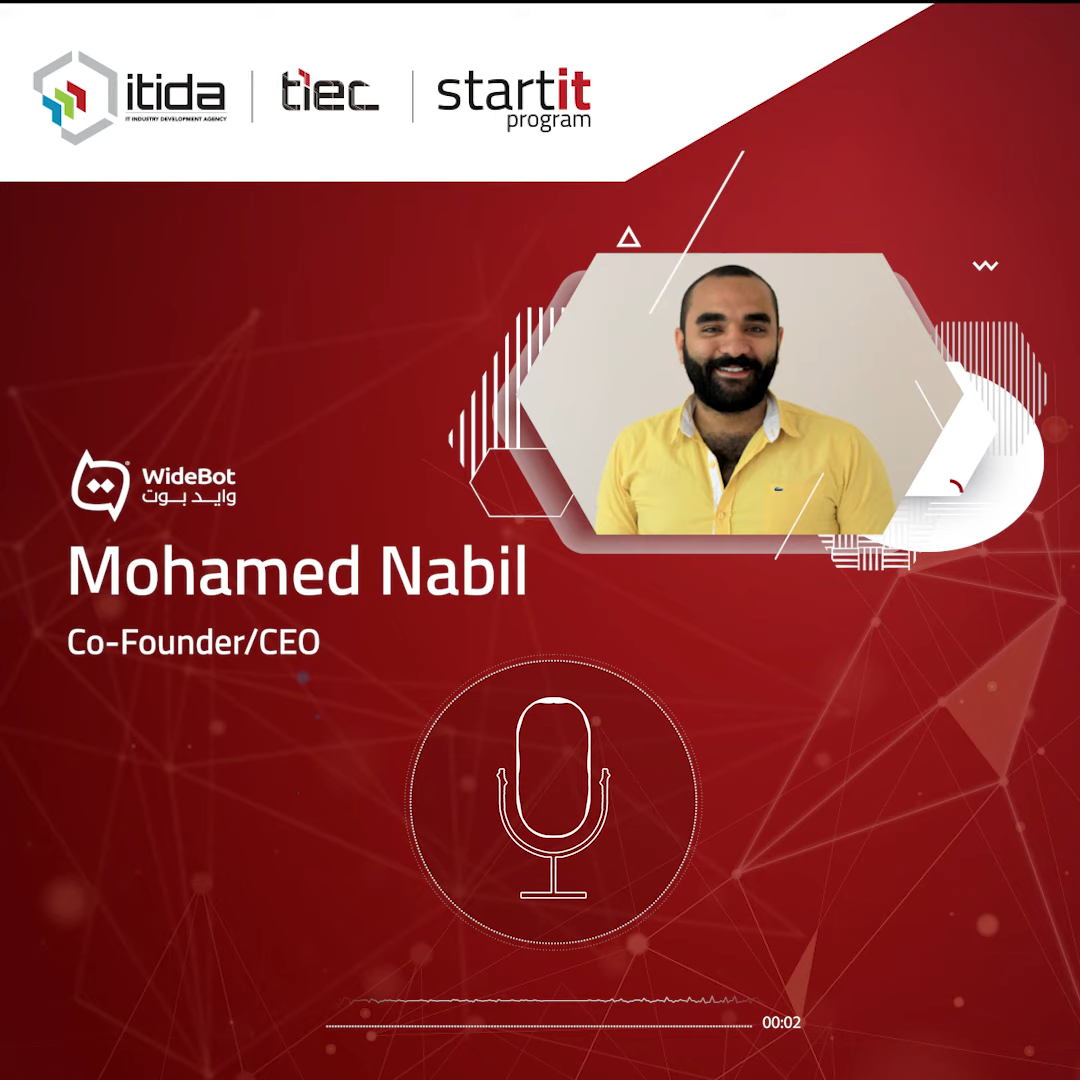 itida
IT INDUSTRY DEVELOPMENT AGENCY
tiec
startit
program
WideBot
وايد بوت
Mohamed Nabil
Co-Founder/CEO
00:02